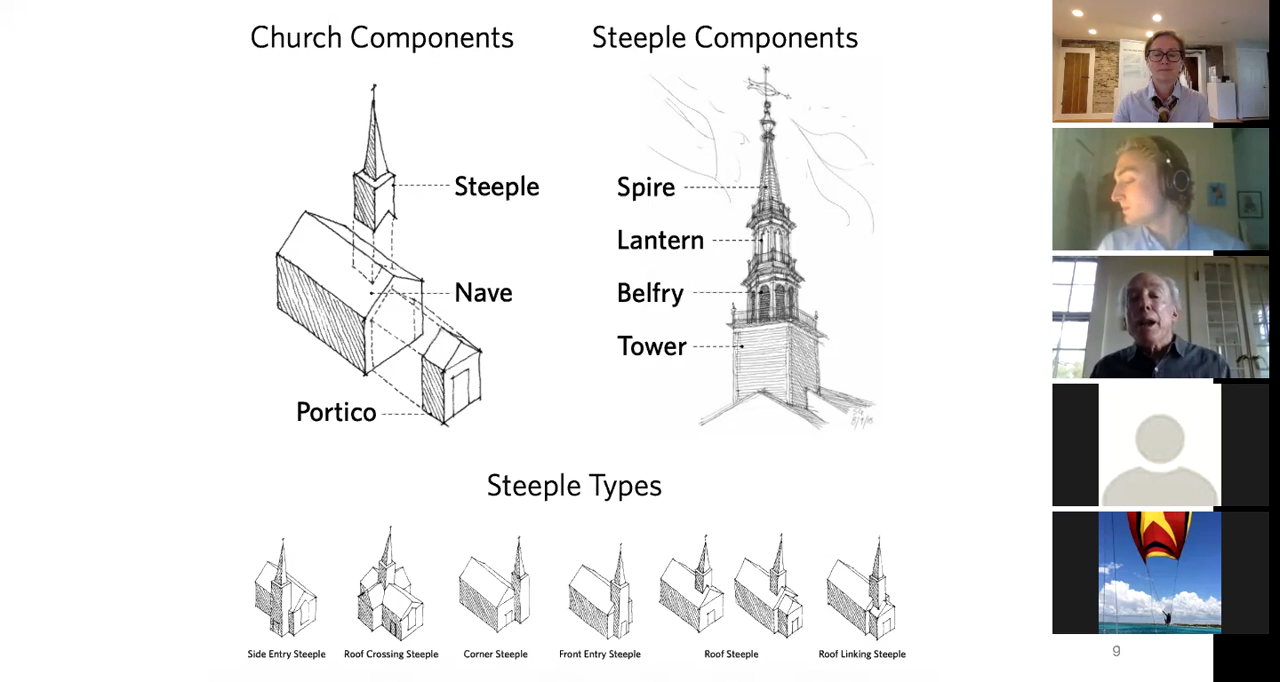 Church Components
Steeple Components
Steeple
Nave
Portico
Spire
Lantern
Belfry
Tower
Steeple Types
Side Entry Steeple
Roof Crossing Steeple
Corner Steeple
Front Entry Steeple
Roof Steeple
Roof Linking Steeple
9